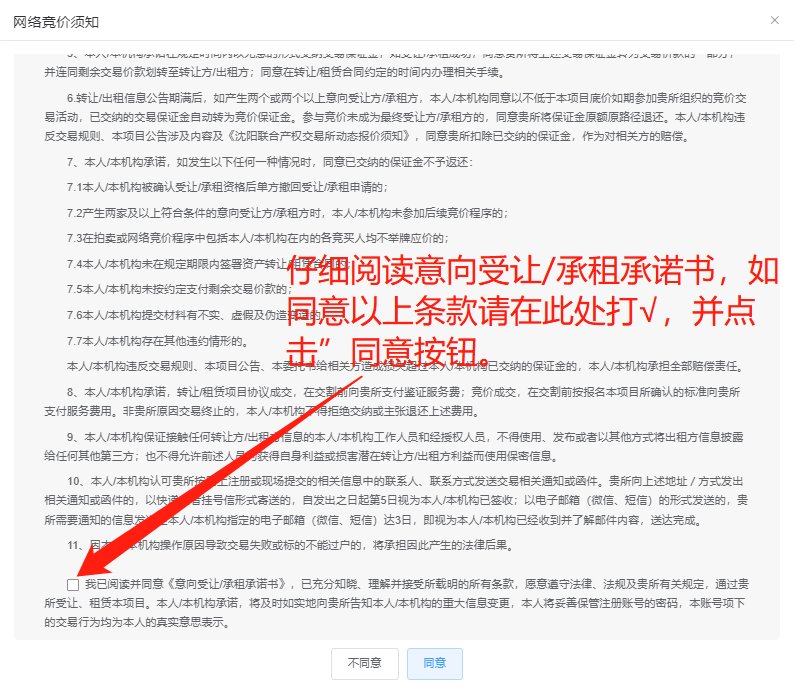 网络竞价须知
并连同剩余交易价款划转至转让方/出租方；同意在转让/租赁合同约定的时间内办理相关手续。
6.转让/出租信息公告期满后，如产生两个或两个以上意向受让方/承租方，本人/本机构同意以不低于本项目底价如期参加贵所组织的竞价交
易活动，已交纳的交易保证金自动转为竞价保证金。参与竞价未成为最终受让方/承租方的，同意贵所将保证金原额原路径退还。本人/本机构违
反交易规则、本项目公告涉及内容及《沈阳联合产权交易所动态报价须知》，同意贵所扣除已交纳的保证金，作为对相关方的赔偿。
7、本人/本机构承诺，如发生以下任何一种情况时，同意已交纳的保证金不予返还：
7.1本人/本机构被确认受让/承租资格后单方撤回受让/承租申请的；
7.2产生两家及以上符合条件的意向受让方/承租方时，本人/本机构未参加后续竞价程序的；
7.3在拍卖或网络竞价程序中包括本人/本机构在内的各竞买人均不举牌应价的；
7.4本人/本机构未在规定期限内签署资产转让/
7.5本人/本机构未按约定支付剩余交易价款的；
7.6本人/本机构提交材料有不实、虚假及伪造
7.7本人/本机构存在其他违约情形的。
仔细阅读意向受让/承租承诺书，如
同意以上条款请在此处打√，并点
击”同意按钮。
本人/本机构违反交易规则、本项目公告、本委托书给相关方造成损失超过本人/本机构已交纳的保证金的，本人/本机构承担全部赔偿责任。
8、本人/本机构承诺，转让/租赁项目协议成交，在交割前向贵所支付鉴证服务费；竞价成交，在交割前按报名本项目所确认的标准向贵所
支付服务费用。非贵所原因交易终止的，本人/本机构不得拒绝交纳或主张退还上述费用。
9、本人/本机构保证接触任何转让方/出租方信息的本人/本机构工作人员和经授权人员，不得使用、发布或者以其他方式将出租方信息披露
给任何其他第三方；也不得允许前述人员为获得自身利益或损害潜在转让方/出租方利益而使用保密信息。
10、本人/本机构认可贵所按网上注册或现场提交的相关信息中的联系人、联系方式发送交易相关通知或函件。贵所向上述地址／方式发出
相关通知或函件的，以快递或者挂号信形式寄送的，自发出之日起第5日视为本人/本机构已签收；以电子邮箱（微信、短信）的形式发送的，贵
所需要通知的信息发送至本人/本机构指定的电子邮箱（微信、短信）达3日，即视为本人/本机构已经收到并了解邮件内容，送达完成。
11、因本人/本机构操作原因导致交易失败或标的不能过户的，将承担因此产生的法律后果。
我已阅读并同意《意向受让/承租承诺书》，已充分知晓、理解并接受所载明的所有条款，愿意遵守法律、法规及贵所有关规定，通过贵
所受让、租赁本项目。本人/本机构承诺，将及时如实地向贵所告知本人/本机构的重大信息变更，本人将妥善保管注册账号的密码，本账号项下
的交易行为均为本人的真实意思表示。
不同意
同意